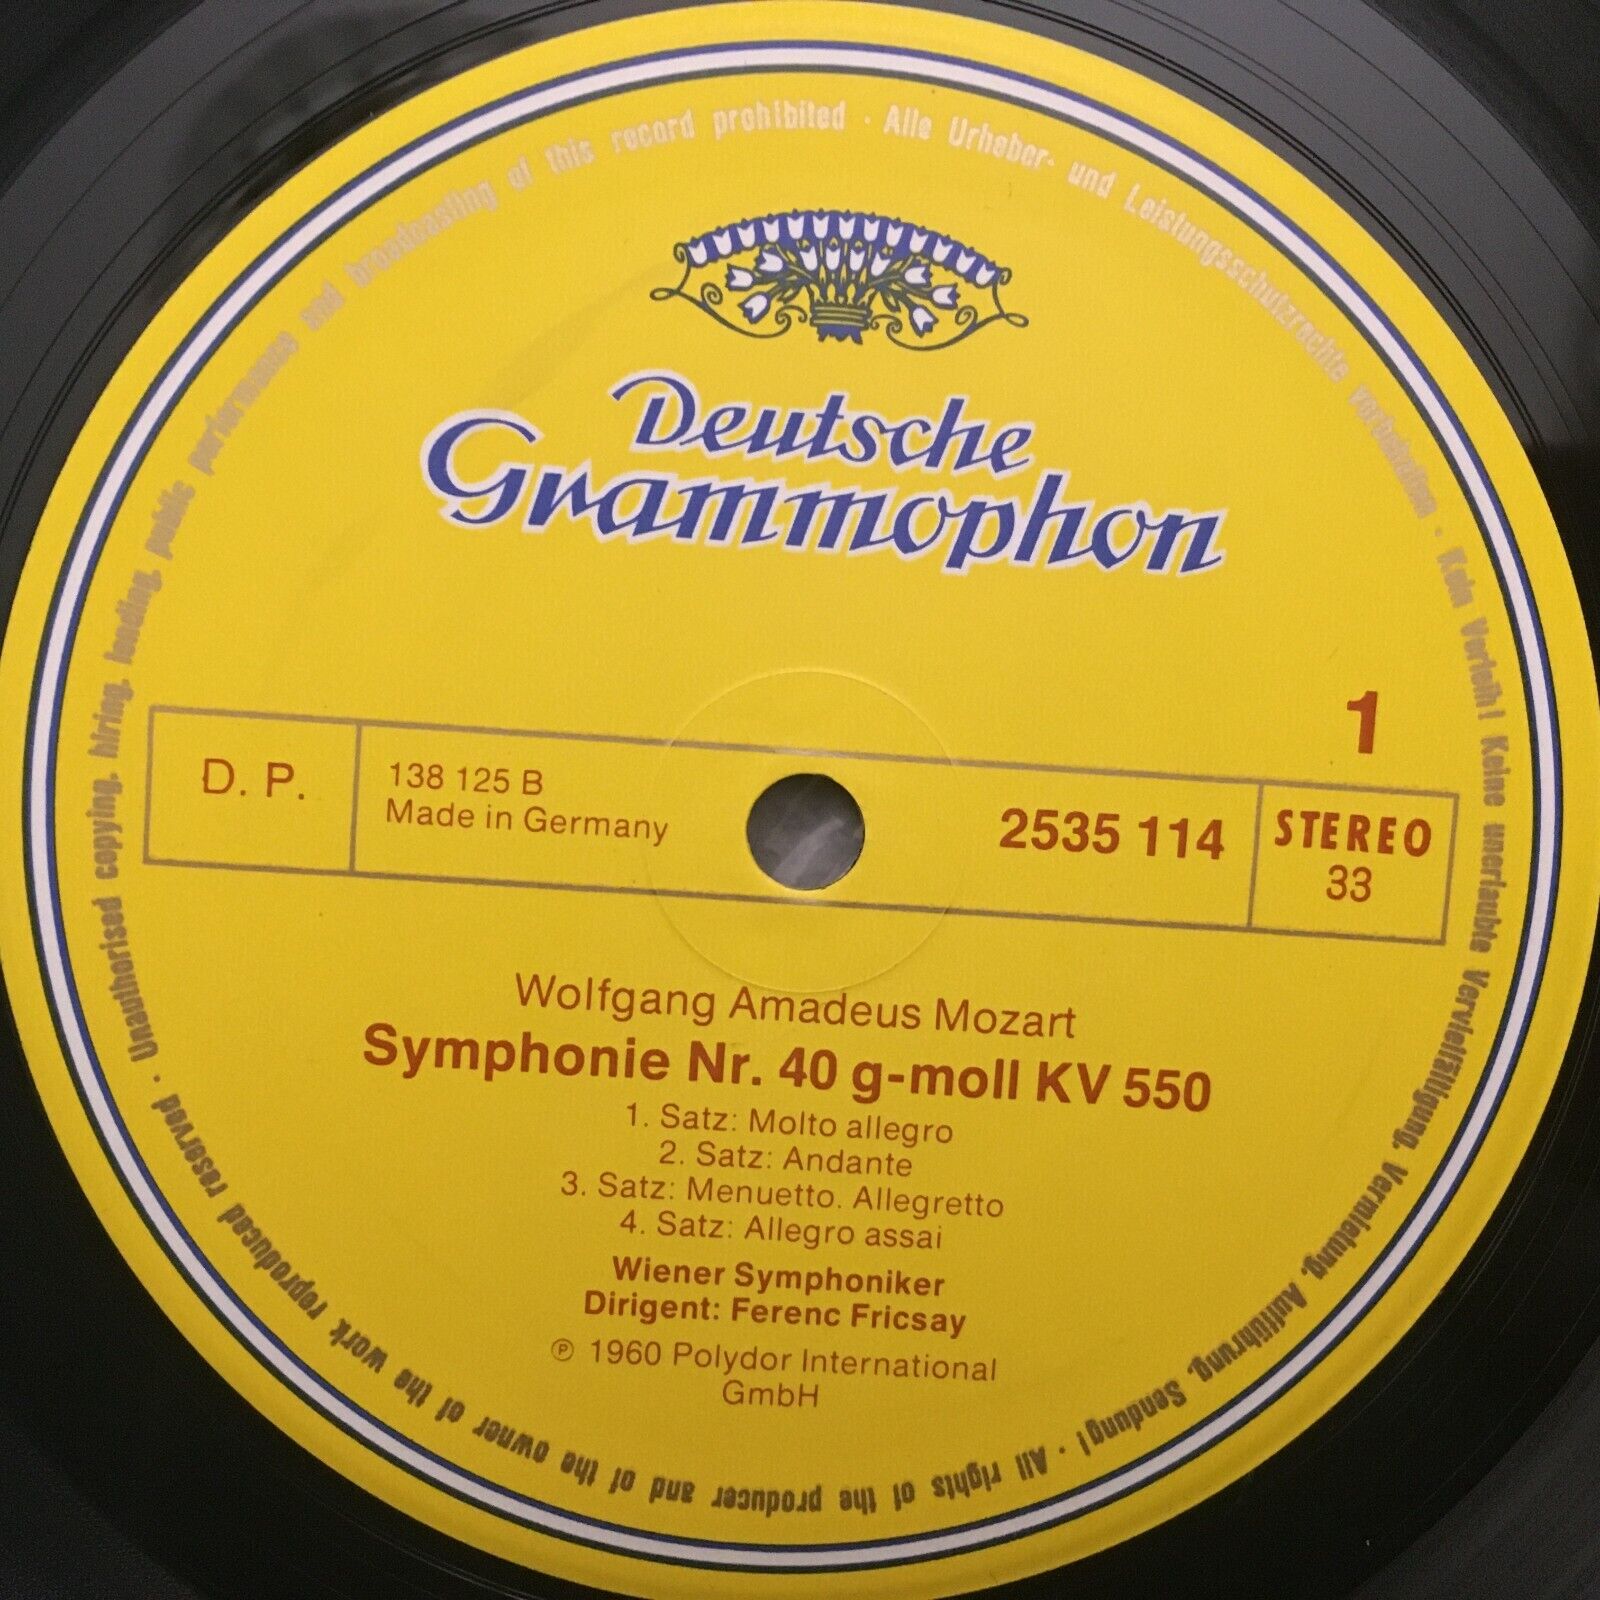 Deutsche
Grammophon
1
D. P.
138 125 B
Made in Germany
2535 114
STEREO
33
Wolfgang Amadeus Mozart
Symphonie Nr. 40 g-moll KV 550
1. Satz: Molto allegro
2. Satz: Andante
3. Satz: Menuetto. Allegretto
4. Satz: Allegro assai
Wiener Symphoniker
Dirigent: Ferenc Fricsay
℗ 1960 Polydor International
GmbH
Alle Urheber- und Leistungsschutzrechte vorbehalten · Kein Verleih! Keine unerlaubte Vervielfältigung, Vermietung, Aufführung, Sendung! · All rights of the producer and of the owner of the work reproduced reserved · Unauthorised copying, hiring, lending, public performance and broadcasting of this record prohibited ·